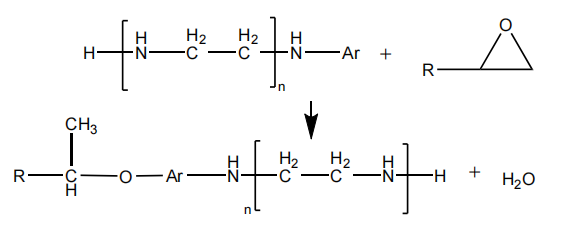 H H₂ H₂ H O
H N C C N Ar +
n R
CH₃
H H₂ H₂ H
R C O Ar N C C N H + H₂O
H n